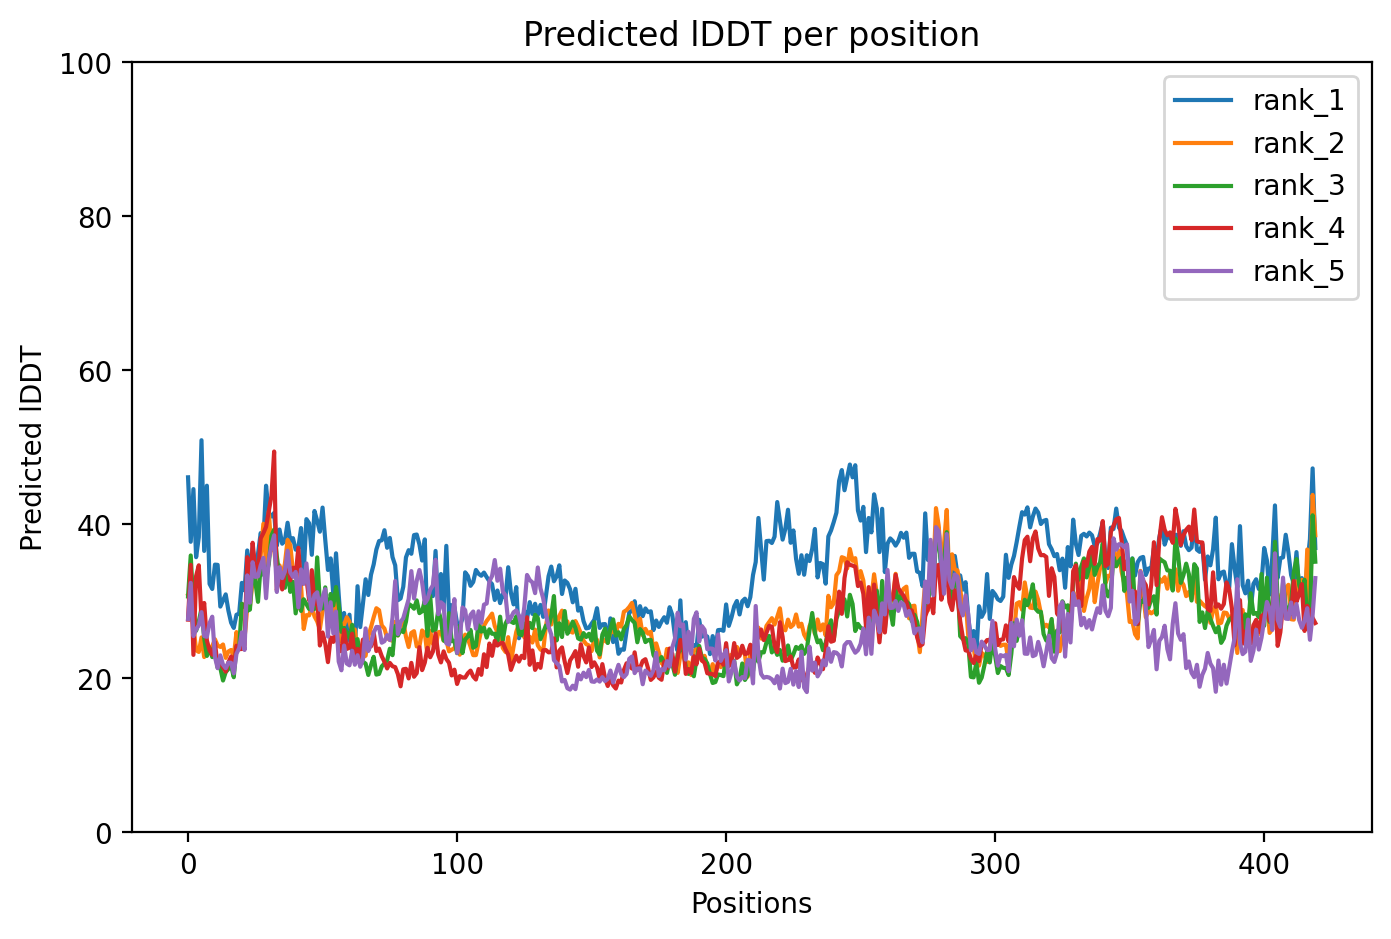 Predicted lDDT per position
100
80
60
40
20
0
Predicted lDDT
0 100 200 300 400
Positions
rank_1
rank_2
rank_3
rank_4
rank_5